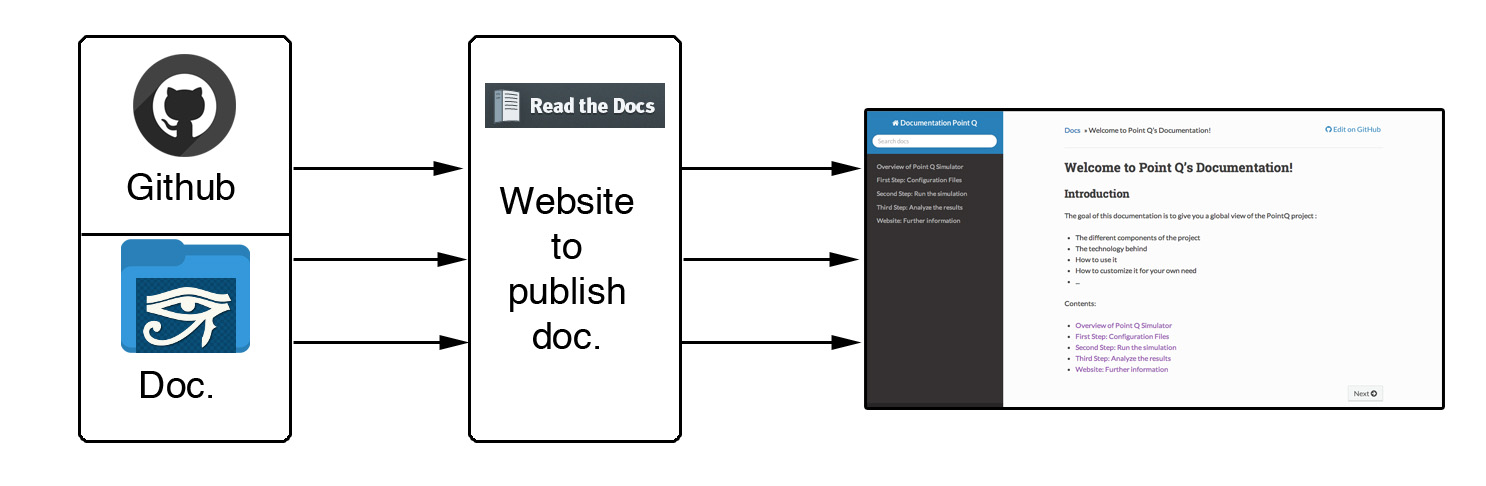 Github
Doc.
Read the Docs
Website
to
publish
doc.
Documentation Point Q
Search docs
Overview of Point Q Simulator
First Step: Configuration Files
Second Step: Run the simulation
Third Step: Analyze the results
Website: Further information
Docs » Welcome to Point Q's Documentation!
Edit on GitHub
Welcome to Point Q's Documentation!
Introduction
The goal of this documentation is to give you a global view of the PointQ project :
• The different components of the project
• The technology behind
• How to use it
• How to customize it for your own need
• ...
Contents:
• Overview of Point Q Simulator
• First Step: Configuration Files
• Second Step: Run the simulation
• Third Step: Analyze the results
• Website: Further information
Next